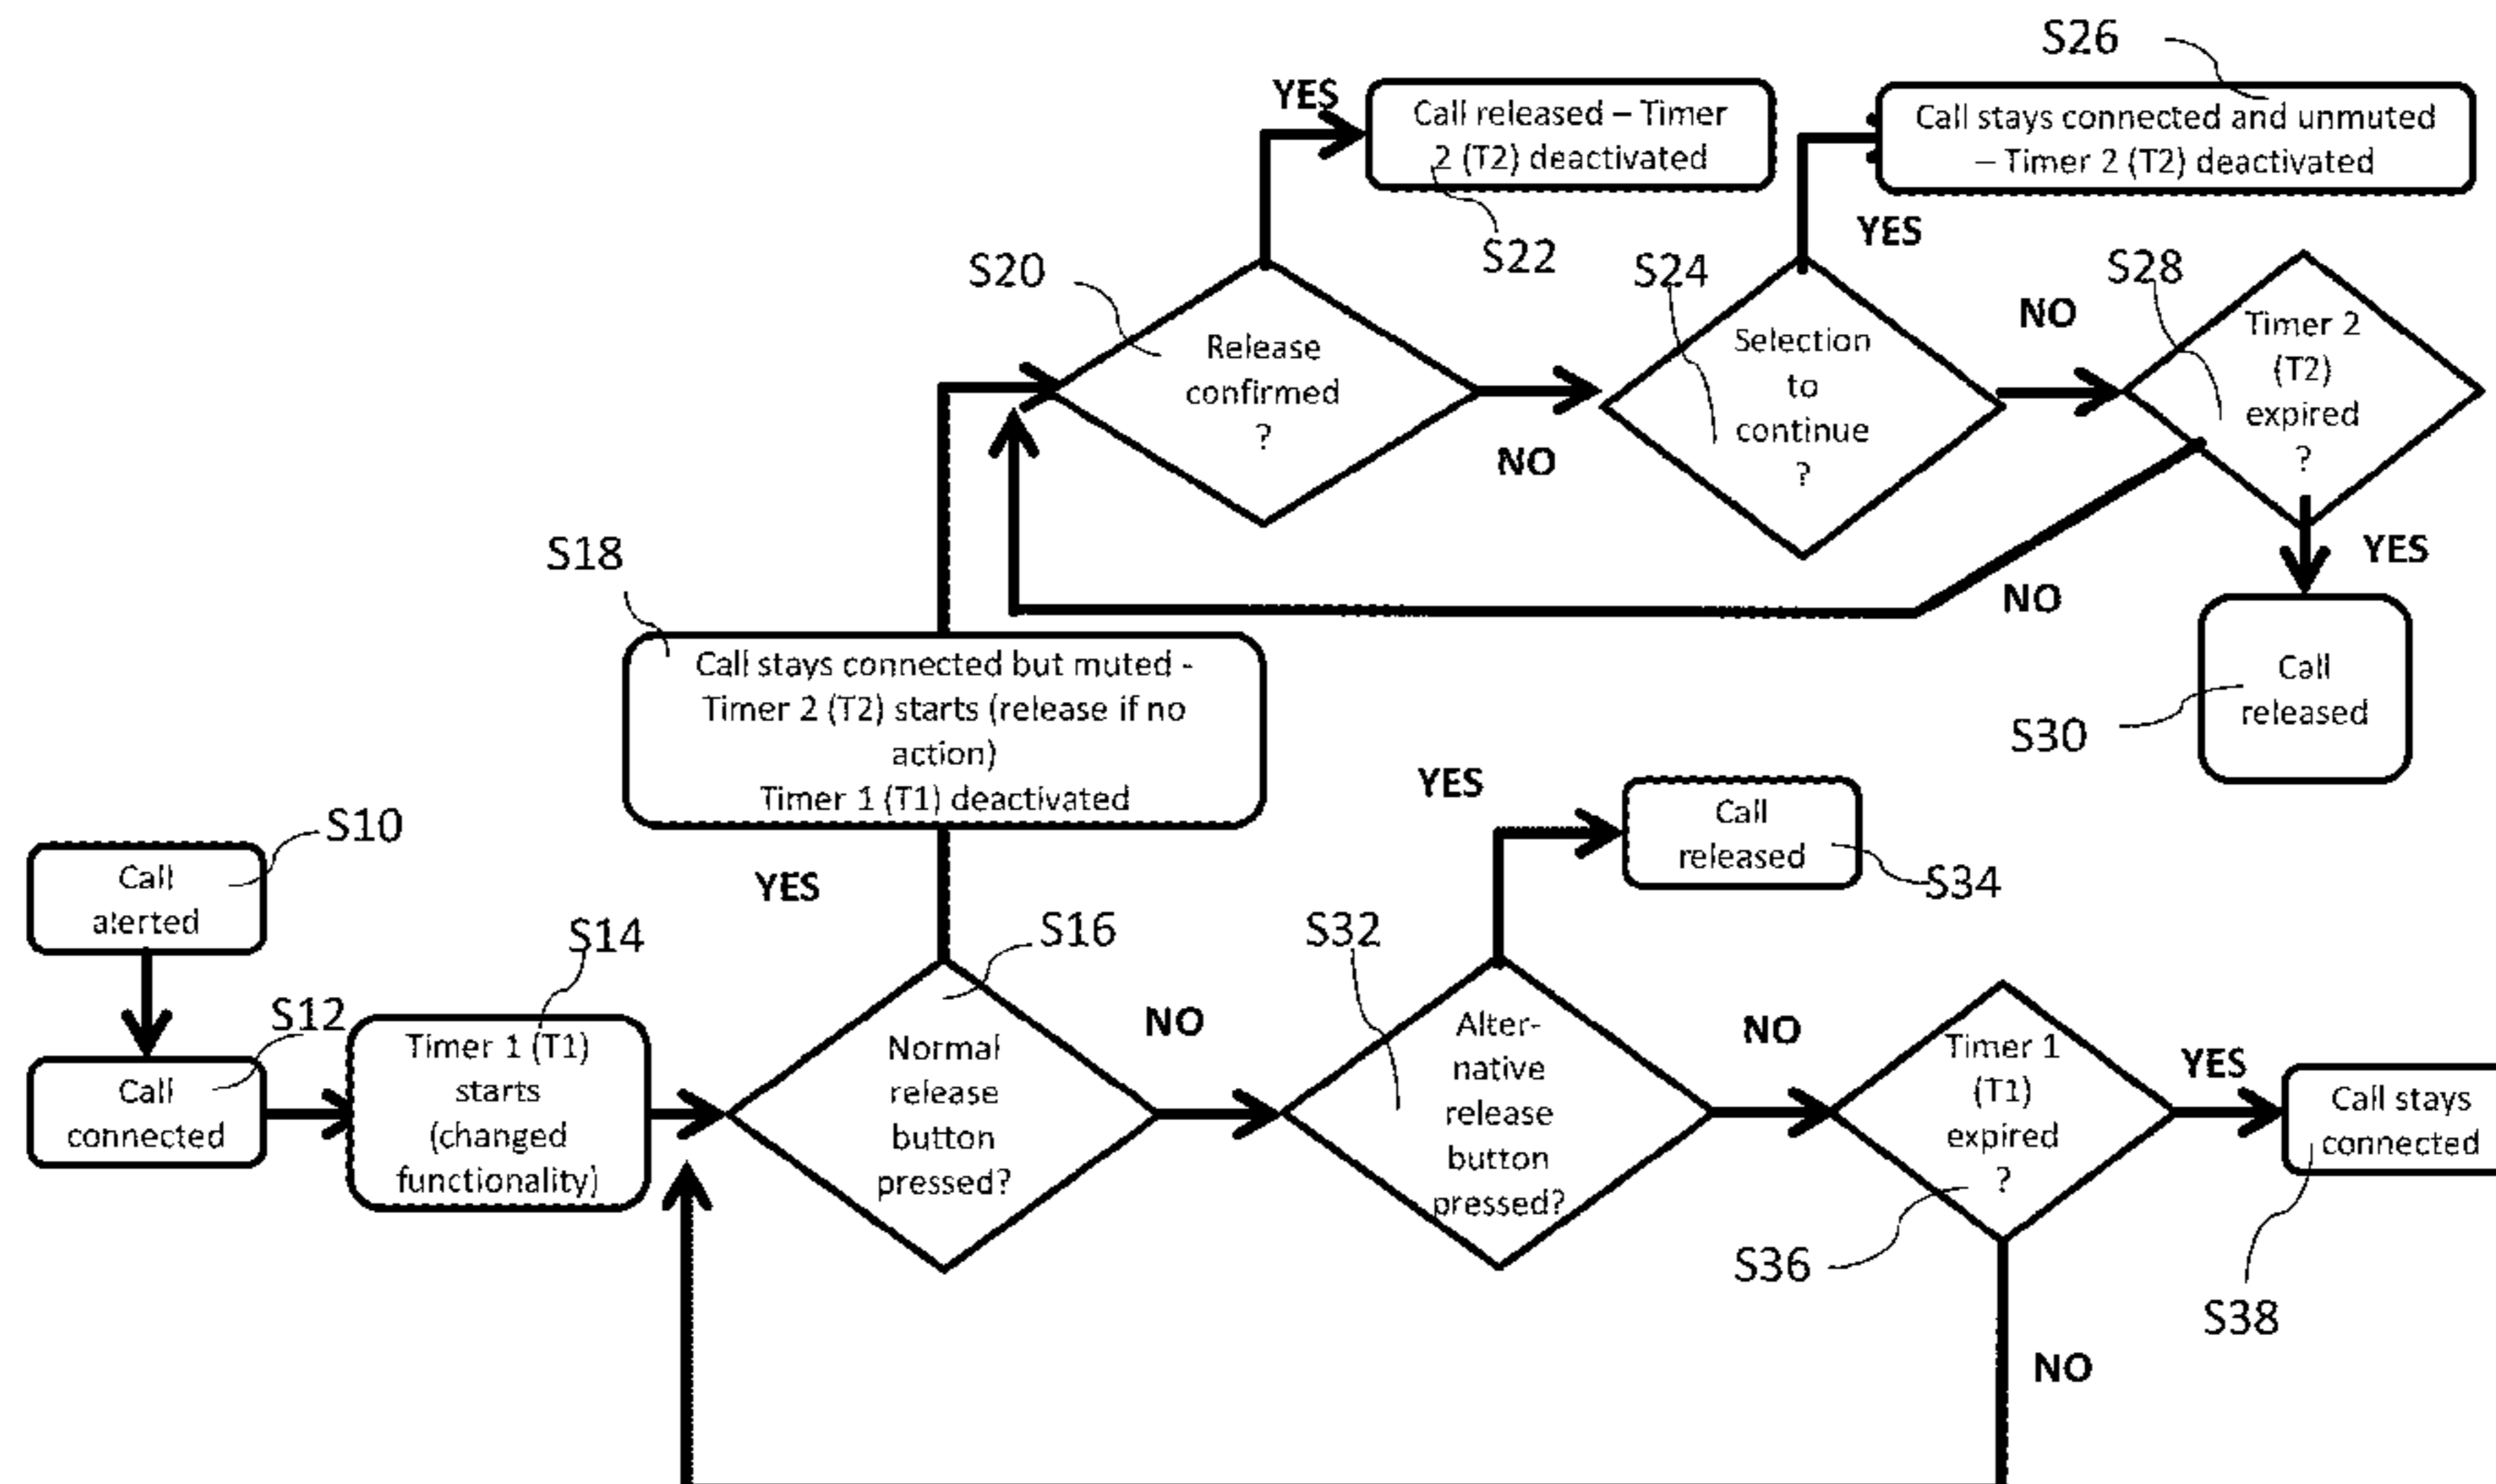 S26
YES
Call released – Timer
2 (T2) deactivated
S22
Call stays connected and unmuted
– Timer 2 (T2) deactivated
YES
S20
Release
confirmed
?
NO
S24
Selection
to
continue
?
NO
S28
Timer 2
(T2)
expired
?
YES
NO
S18
Call stays connected but muted -
Timer 2 (T2) starts (release if no
action)
Timer 1 (T1) deactivated
Call
released
S30
YES
Call
released
S34
S10
Call
alerted
YES
S12
Call
connected
S14
Timer 1 (T1)
starts
(changed
functionality)
S16
Normal
release
button
pressed?
NO
S32
Alter-
native
release
button
pressed?
NO
Timer 1
(T1)
expired
?
S36
YES
Call stays
connected
S38
NO